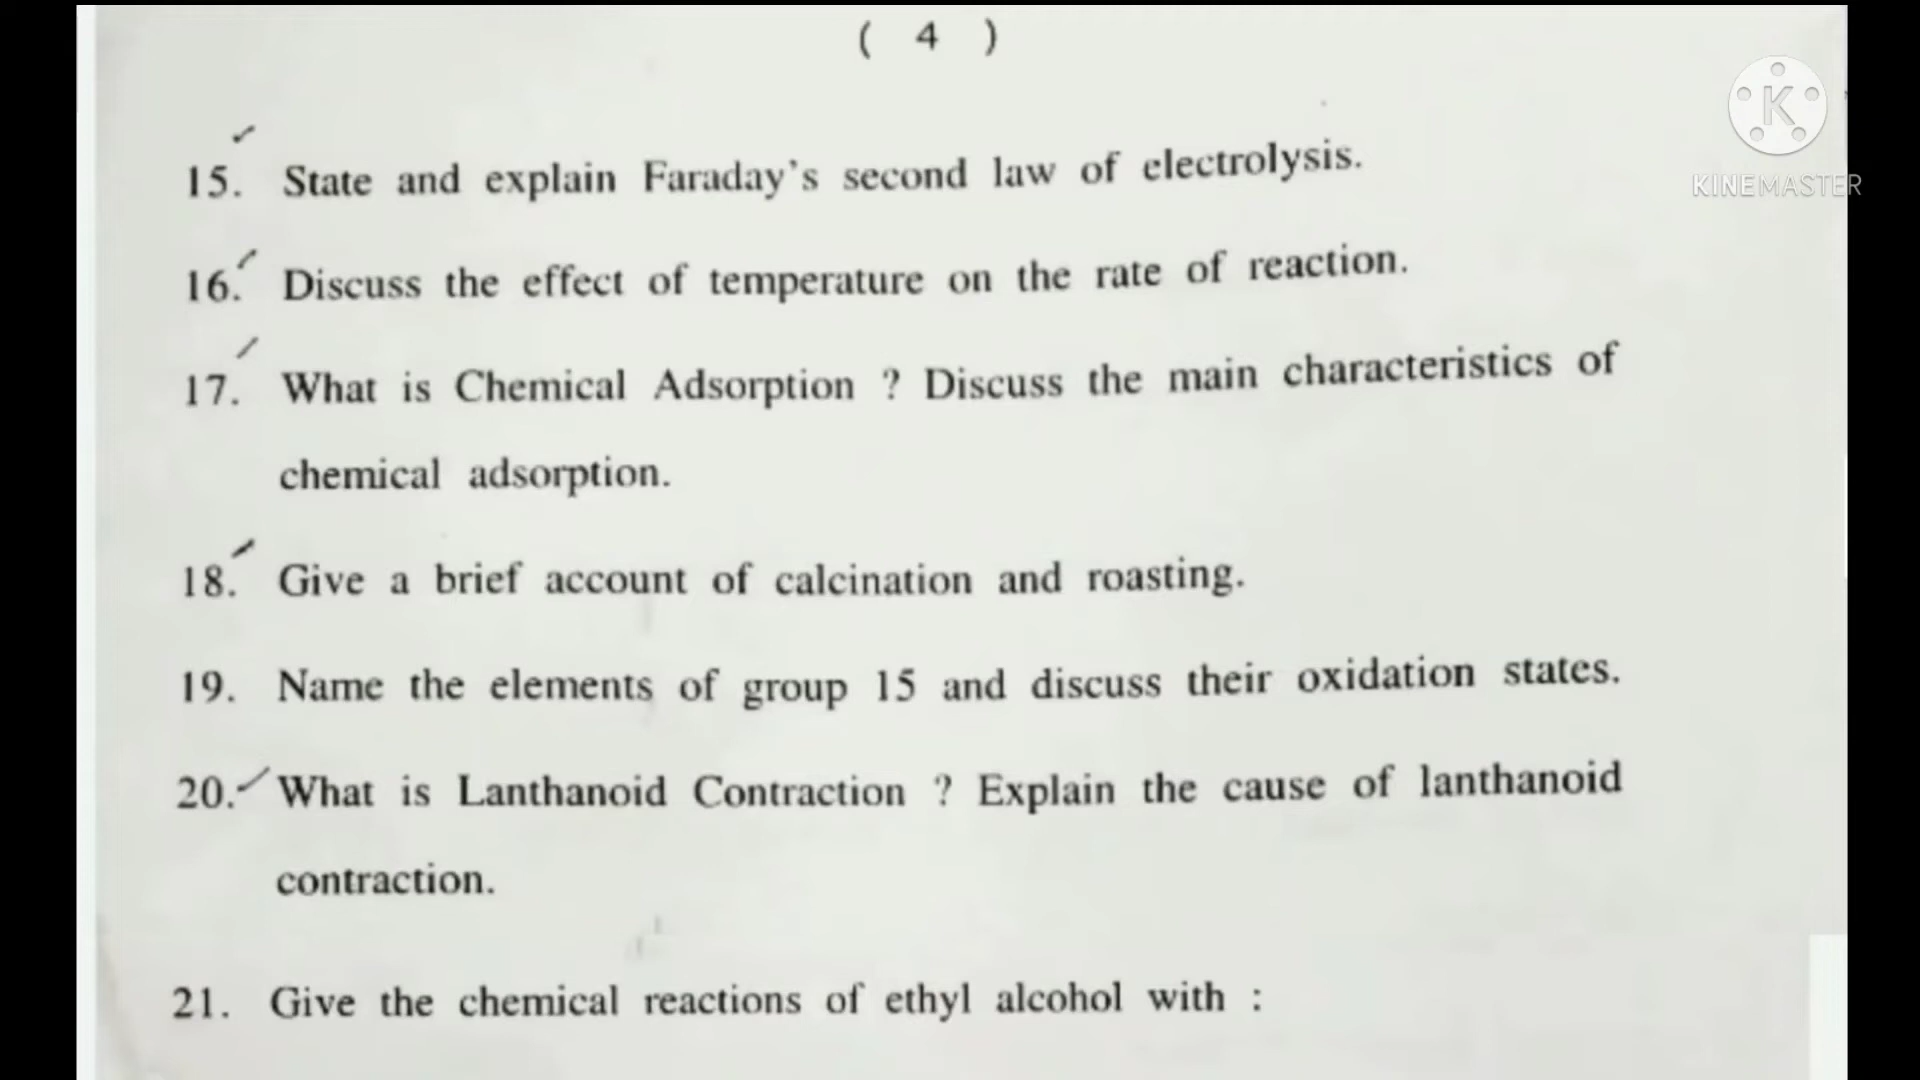 ( 4 )
K
KINEMASTER
15. State and explain Faraday's second law of electrolysis.
16. Discuss the effect of temperature on the rate of reaction.
17. What is Chemical Adsorption ? Discuss the main characteristics of
chemical adsorption.
18. Give a brief account of calcination and roasting.
19. Name the elements of group 15 and discuss their oxidation states.
20. What is Lanthanoid Contraction ? Explain the cause of lanthanoid
contraction.
21. Give the chemical reactions of ethyl alcohol with :